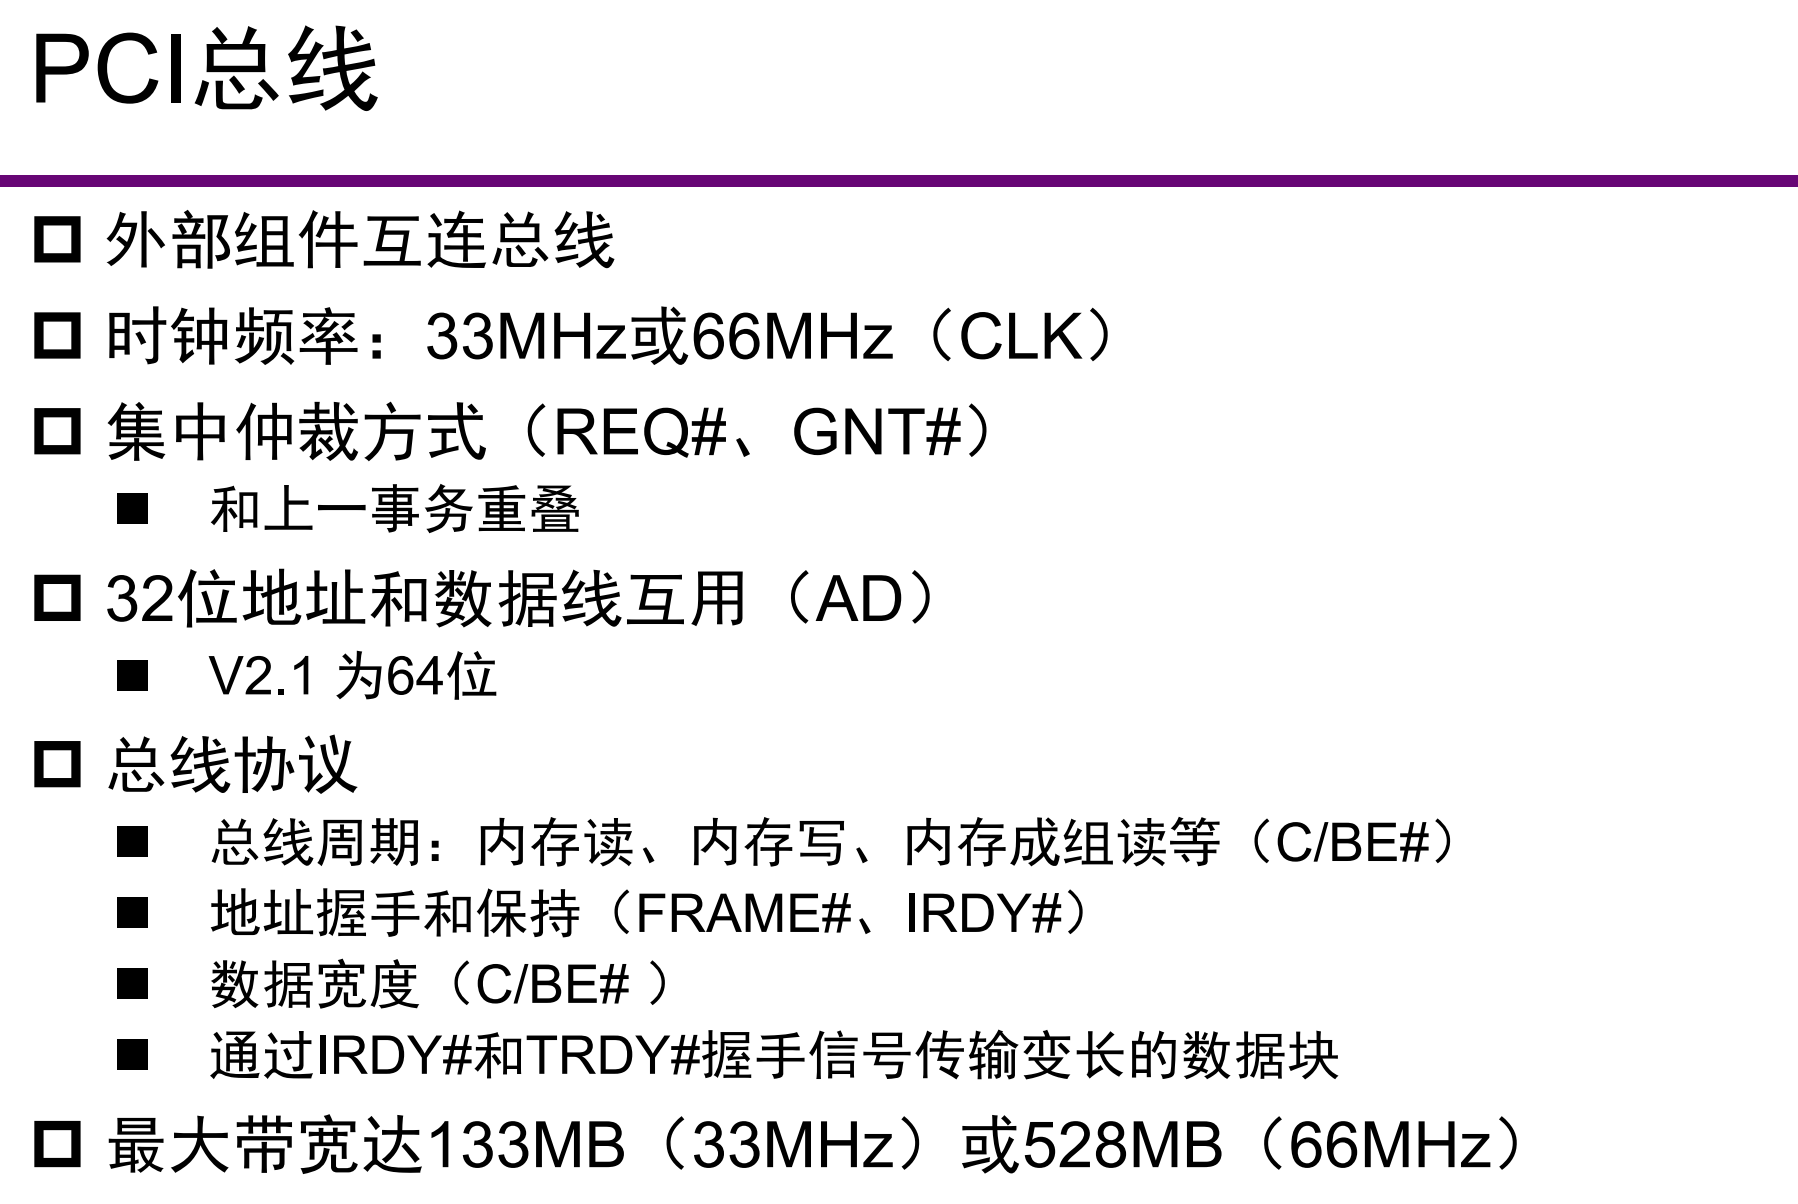 PCI总线
外部组件互连总线
时钟频率：33MHz或66MHz（CLK）
集中仲裁方式（REQ#、GNT#）
和上一事务重叠
32位地址和数据线互用（AD）
V2.1 为64位
总线协议
总线周期：内存读、内存写、内存成组读等（C/BE#）
地址握手和保持（FRAME#、IRDY#）
数据宽度（C/BE# ）
通过IRDY#和TRDY#握手信号传输变长的数据块
最大带宽达133MB（33MHz）或528MB（66MHz）